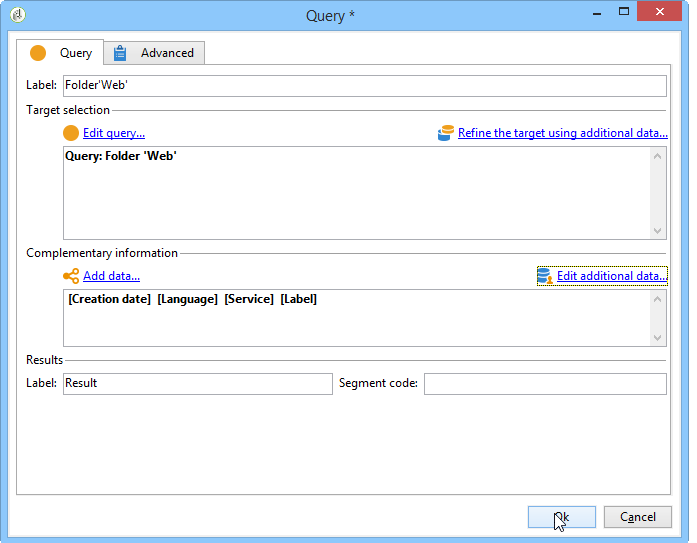 Query *
Query Advanced
Label: Folder'Web'
Target selection
Edit query... Refine the target using additional data...
Query: Folder 'Web'
Complementary information
Add data... Edit additional data...
[Creation date] [Language] [Service] [Label]
Results
Label: Result Segment code:
Ok Cancel